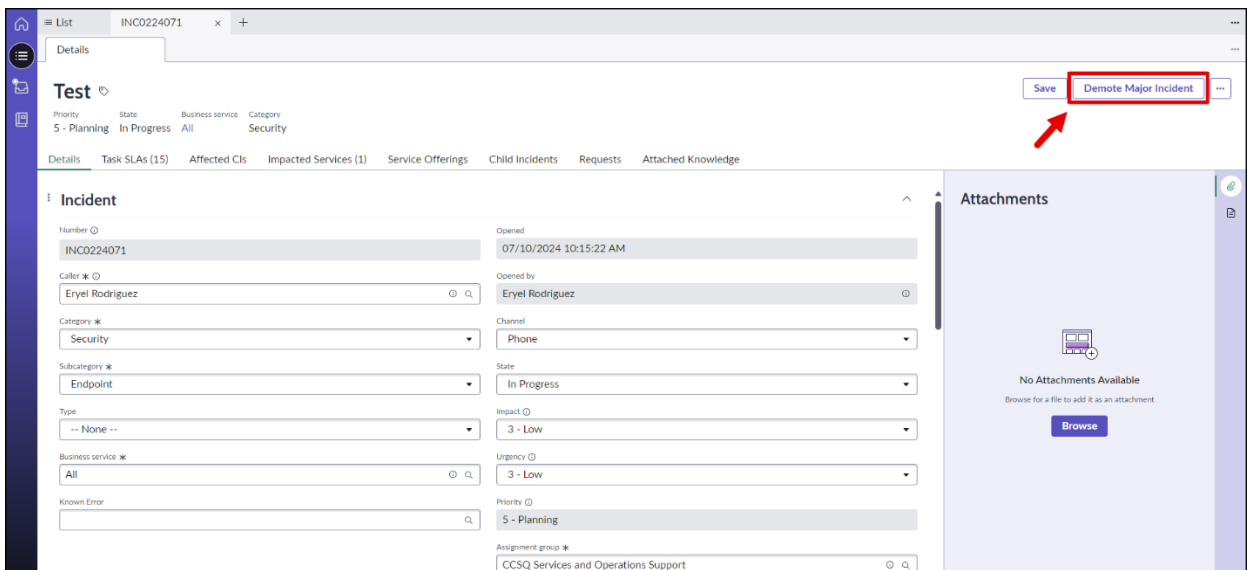 List
INC0224071
Details
Test
Save
Demote Major Incident
Priority State Business service Category
5 - Planning In Progress All Security
Details Task SLAs (15) Affected CIs Impacted Services (1) Service Offerings Child Incidents Requests Attached Knowledge
Incident
Number
INC0224071
Opened
07/10/2024 10:15:22 AM
Caller *
Eryel Rodriguez
Opened by
Eryel Rodriguez
Category *
Security
Channel
Phone
Subcategory *
Endpoint
State
In Progress
Type
-- None --
Impact
3 - Low
Business service *
All
Urgency
3 - Low
Known Error
Priority
5 - Planning
Assignment group *
CCSQ Services and Operations Support
Attachments
No Attachments Available
Browse for a file to add it as an attachment
Browse